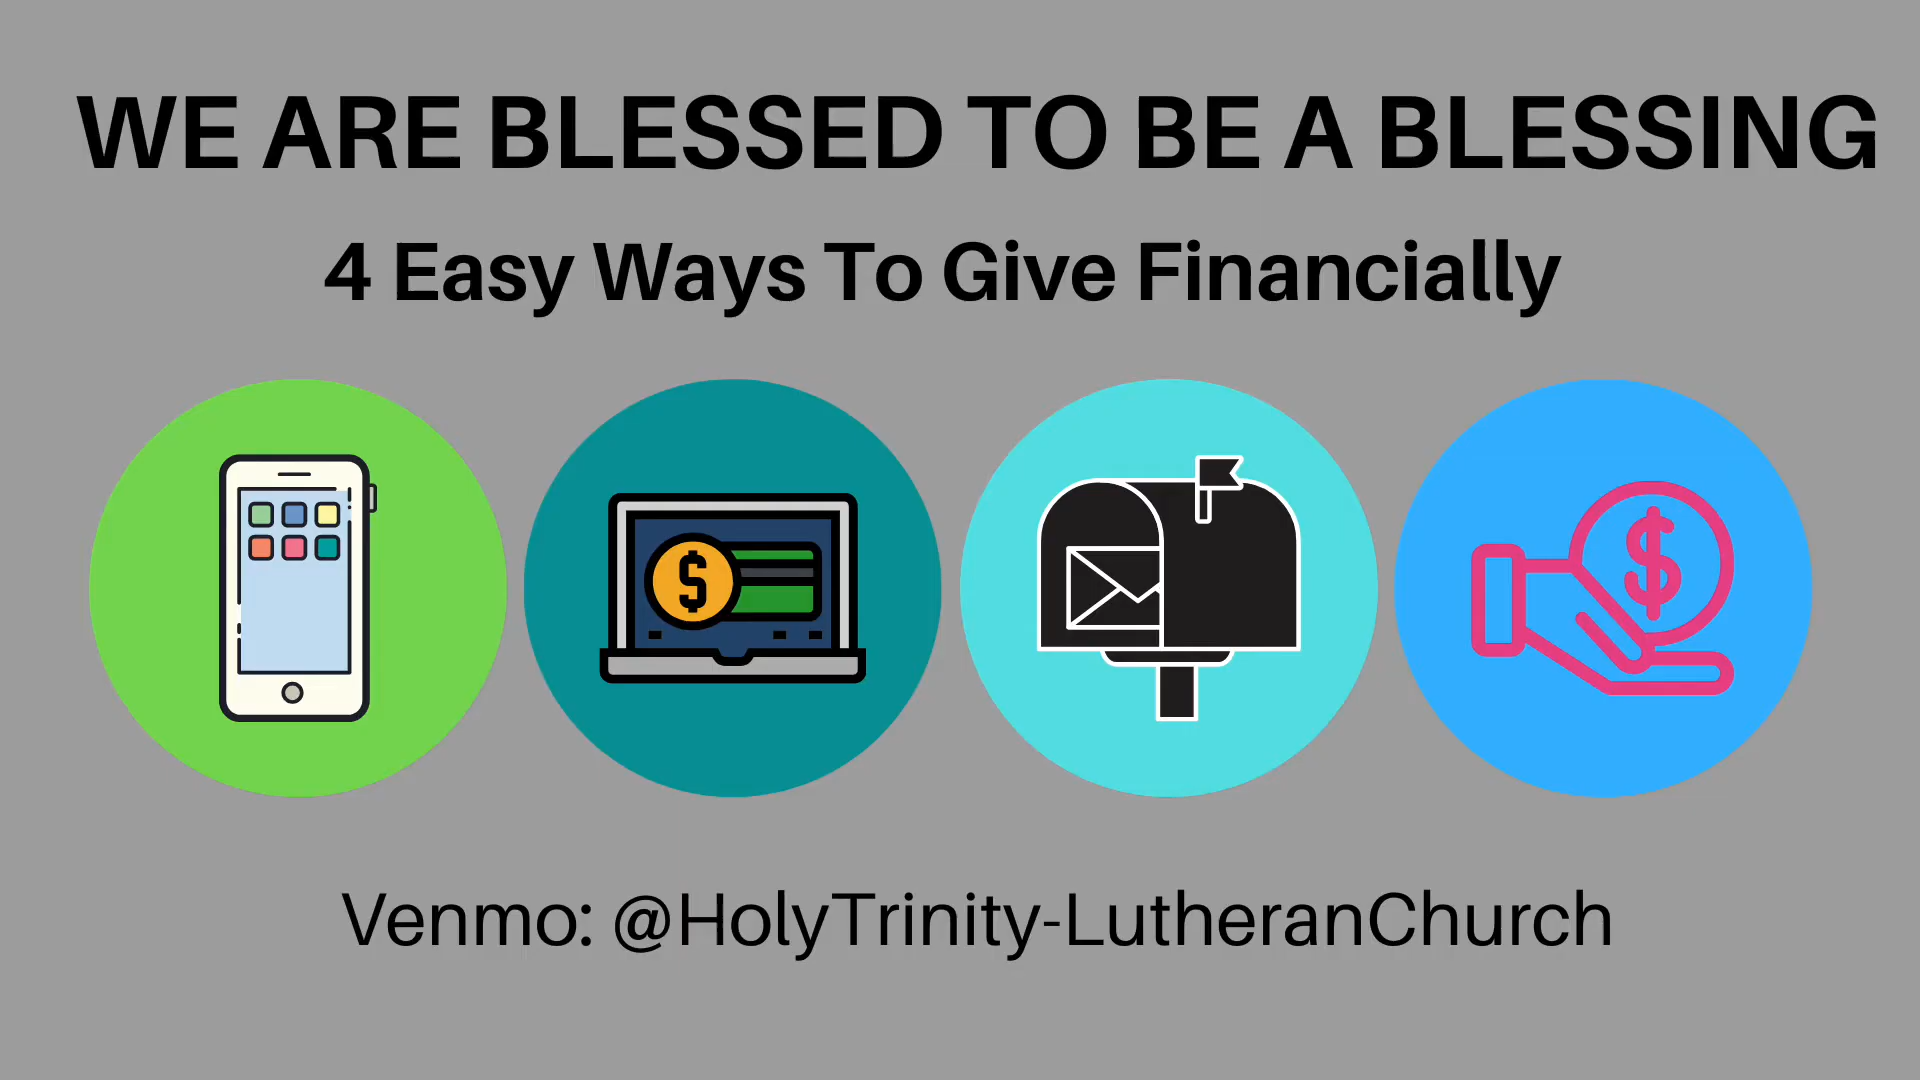 WE ARE BLESSED TO BE A BLESSING
4 Easy Ways To Give Financially
$
$
Venmo: @HolyTrinity-LutheranChurch